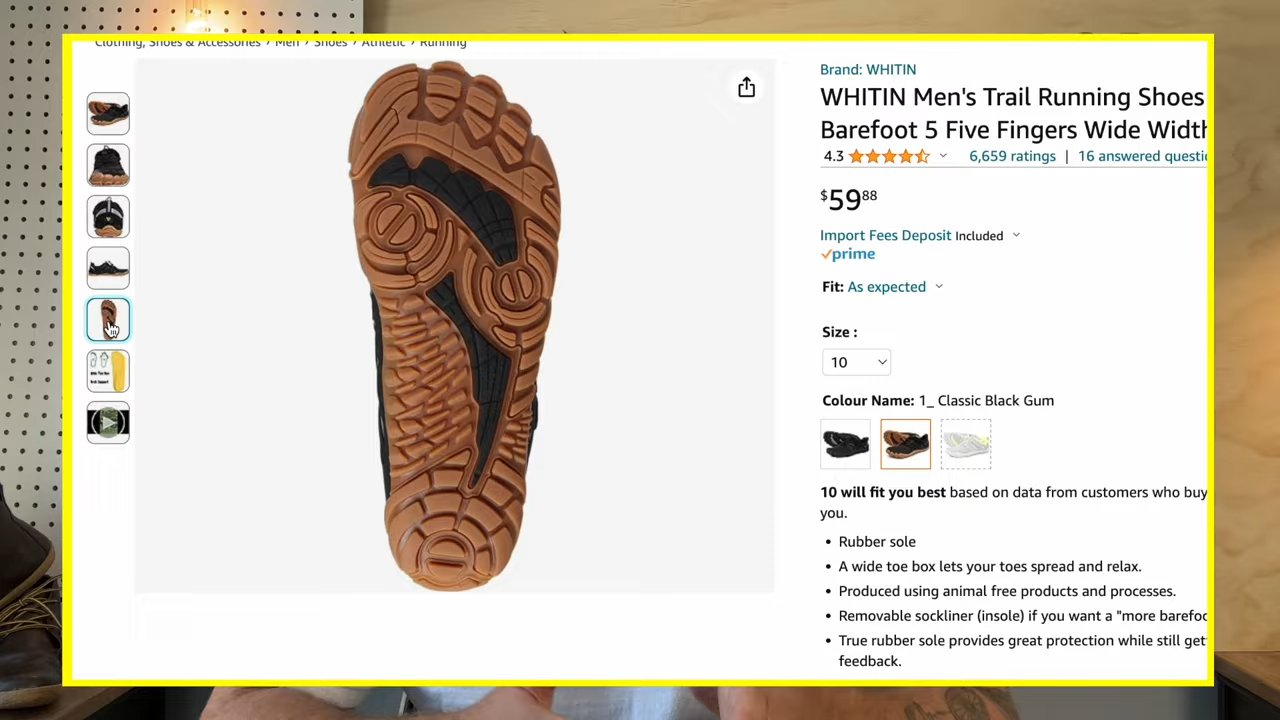 Clothing, Shoes & Accessories › Men › Shoes › Athletic › Running
Brand: WHITIN
WHITIN Men's Trail Running Shoes
Barefoot 5 Five Fingers Wide Width
4.3 6,659 ratings | 16 answered questi
$59 88
Import Fees Deposit Included
prime
Fit: As expected
Size :
10
Colour Name: 1_ Classic Black Gum
10 will fit you best based on data from customers who buy
you.
• Rubber sole
• A wide toe box lets your toes spread and relax.
• Produced using animal free products and processes.
• Removable sockliner (insole) if you want a "more barefoo
• True rubber sole provides great protection while still get
feedback.